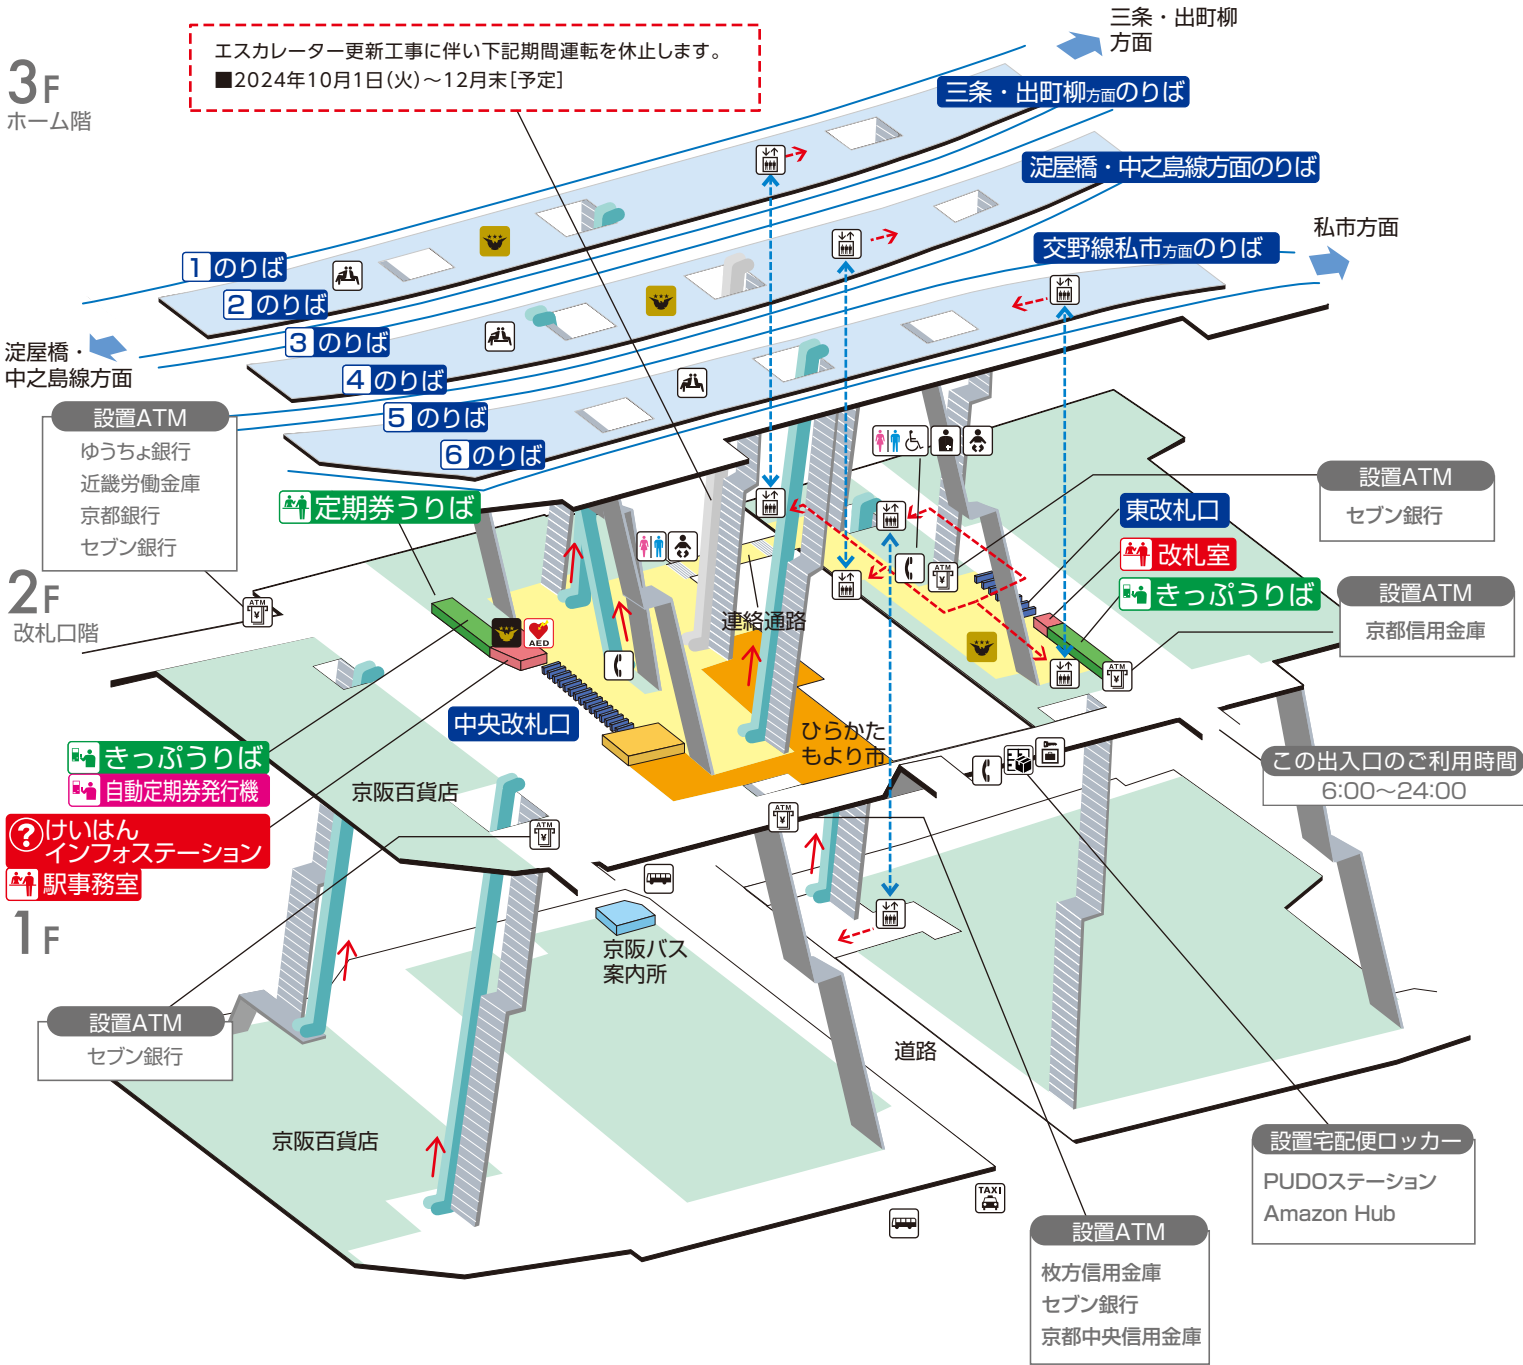 エスカレーター更新工事に伴い下記期間運転を休止します。
■2024年10月1日(火)～12月末[予定]
三条・出町柳
方面
3F
ホーム階
三条・出町柳方面のりば
淀屋橋・中之島線方面のりば
私市方面
交野線私市方面のりば
1 のりば
2 のりば
3 のりば
4 のりば
5 のりば
6 のりば
淀屋橋・
中之島線方面
設置ATM
ゆうちょ銀行
近畿労働金庫
京都銀行
セブン銀行
定期券うりば
設置ATM
セブン銀行
東改札口
改札室
きっぷうりば
2F
改札口階
ATM
¥
ATM
¥
設置ATM
京都信用金庫
連絡通路
AED
ATM
¥
中央改札口
ひらかた
もより市
きっぷうりば
自動定期券発行機
京阪百貨店
この出入口のご利用時間
6:00～24:00
?けいはん
インフォステーション
駅事務室
ATM
¥
ATM
¥
1F
京阪バス
案内所
設置ATM
セブン銀行
道路
京阪百貨店
設置宅配便ロッカー
PUDOステーション
Amazon Hub
TAXI
設置ATM
枚方信用金庫
セブン銀行
京都中央信用金庫